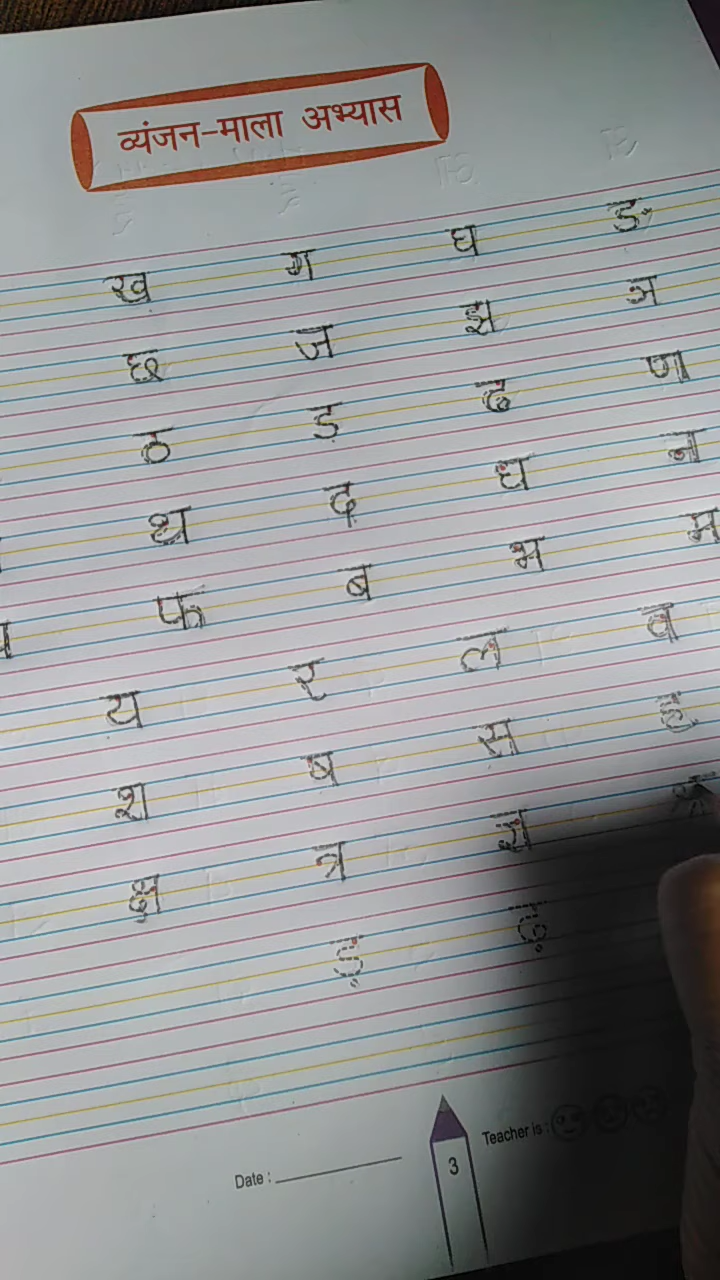 व्यंजन-माला अभ्यास
ख ग घ ङ
छ ज झ ञ
ठ ड ढ ण
थ द ध न
फ ब भ म
य र ल व
श ष स ह
क्ष त्र ज्ञ
ड़ ढ़
Teacher is :
Date :
3